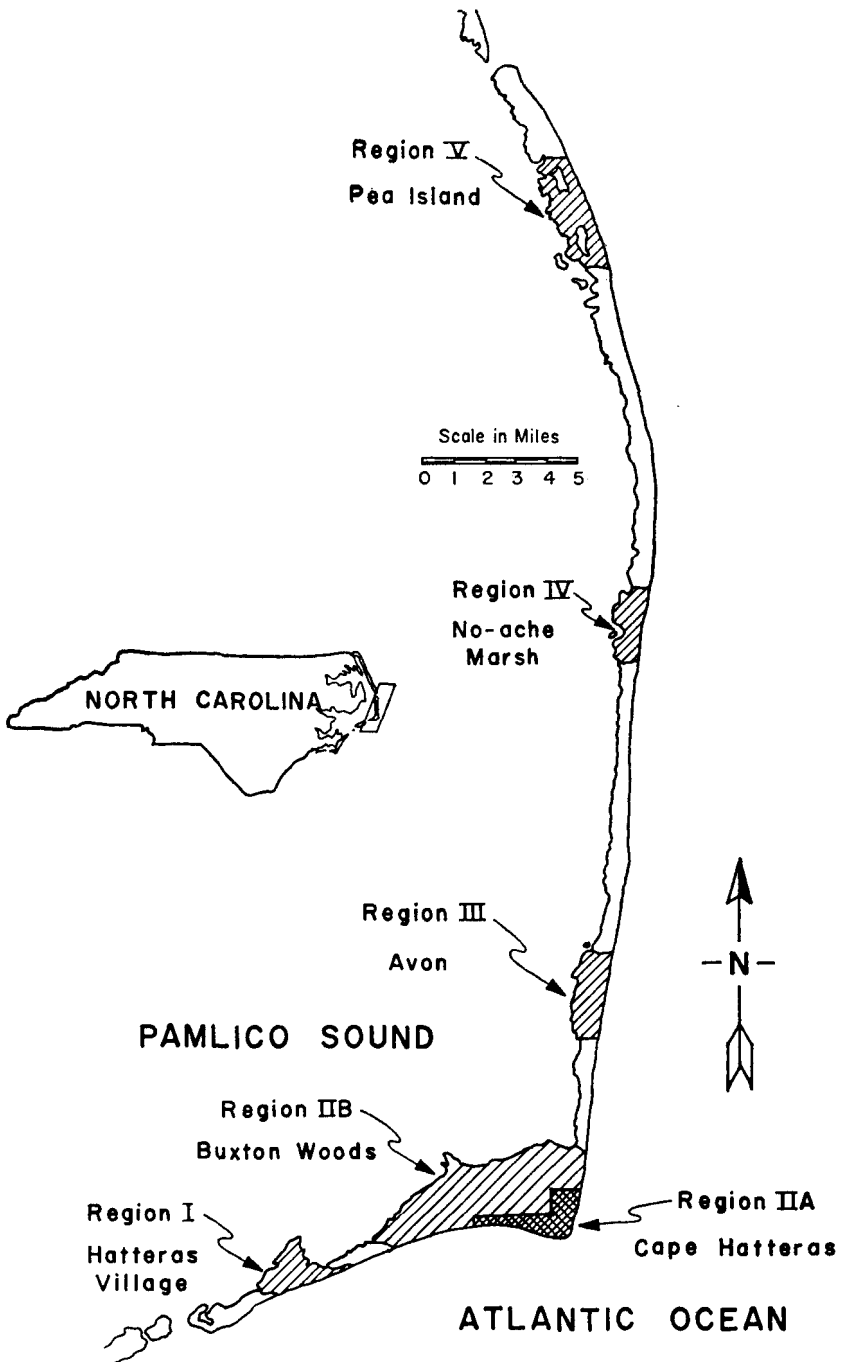 Region V
Pea Island
Scale in Miles
0 1 2 3 4 5
Region IV
No-ache
Marsh
NORTH CAROLINA
Region III
Avon
N
PAMLICO SOUND
Region IIB
Buxton Woods
Region I
Hatteras
Village
Region IIA
Cape Hatteras
ATLANTIC OCEAN